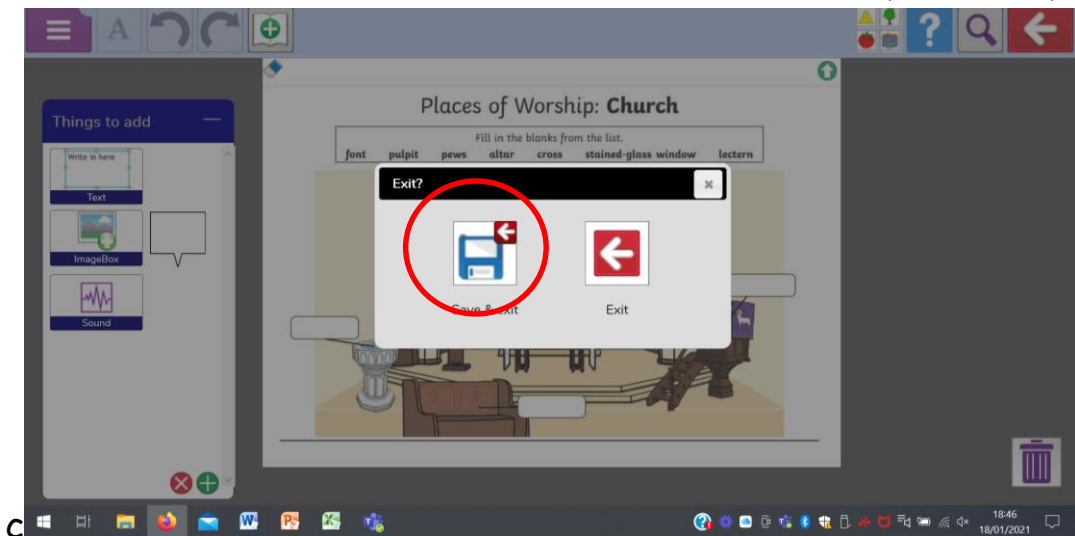 A
?
Things to add
Write in here
Text
ImageBox
Sound
Places of Worship: Church
Fill in the blanks from the list.
font pulpit pews altar cross stained-glass window lectern
Exit?
Save & exit
Exit
c
18:46
18/01/2021